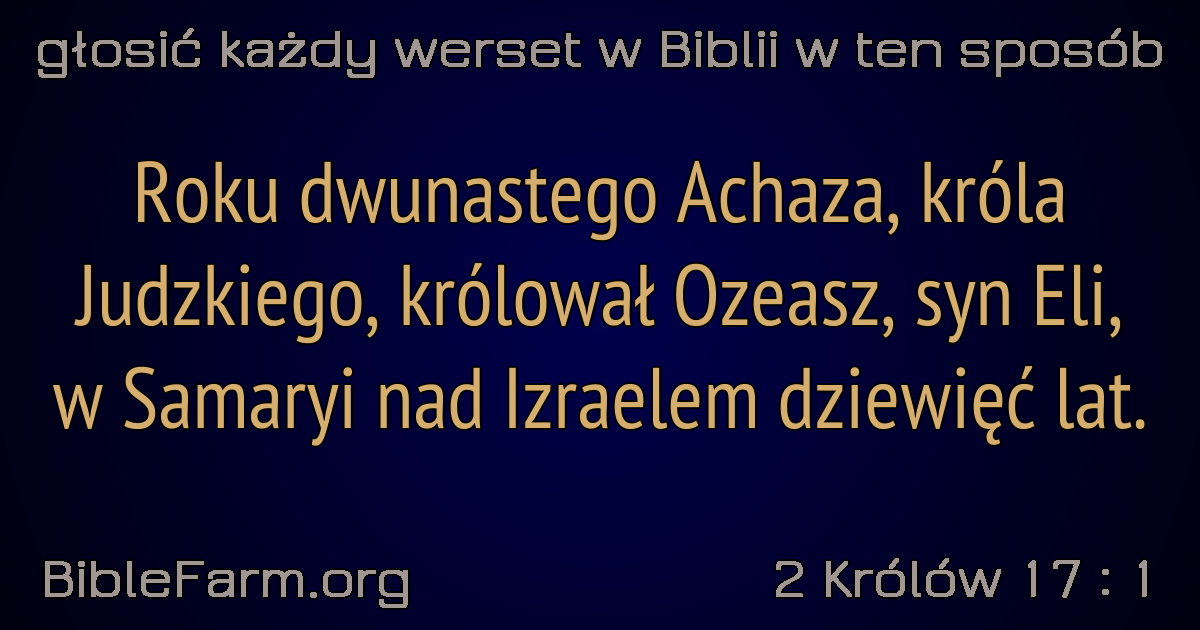 głosić każdy werset w Biblii w ten sposób
Roku dwunastego Achaza, króla
Judzkiego, królował Ozeasz, syn Eli,
w Samaryi nad Izraelem dziewięć lat.
BibleFarm.org
2 Królów 17 : 1